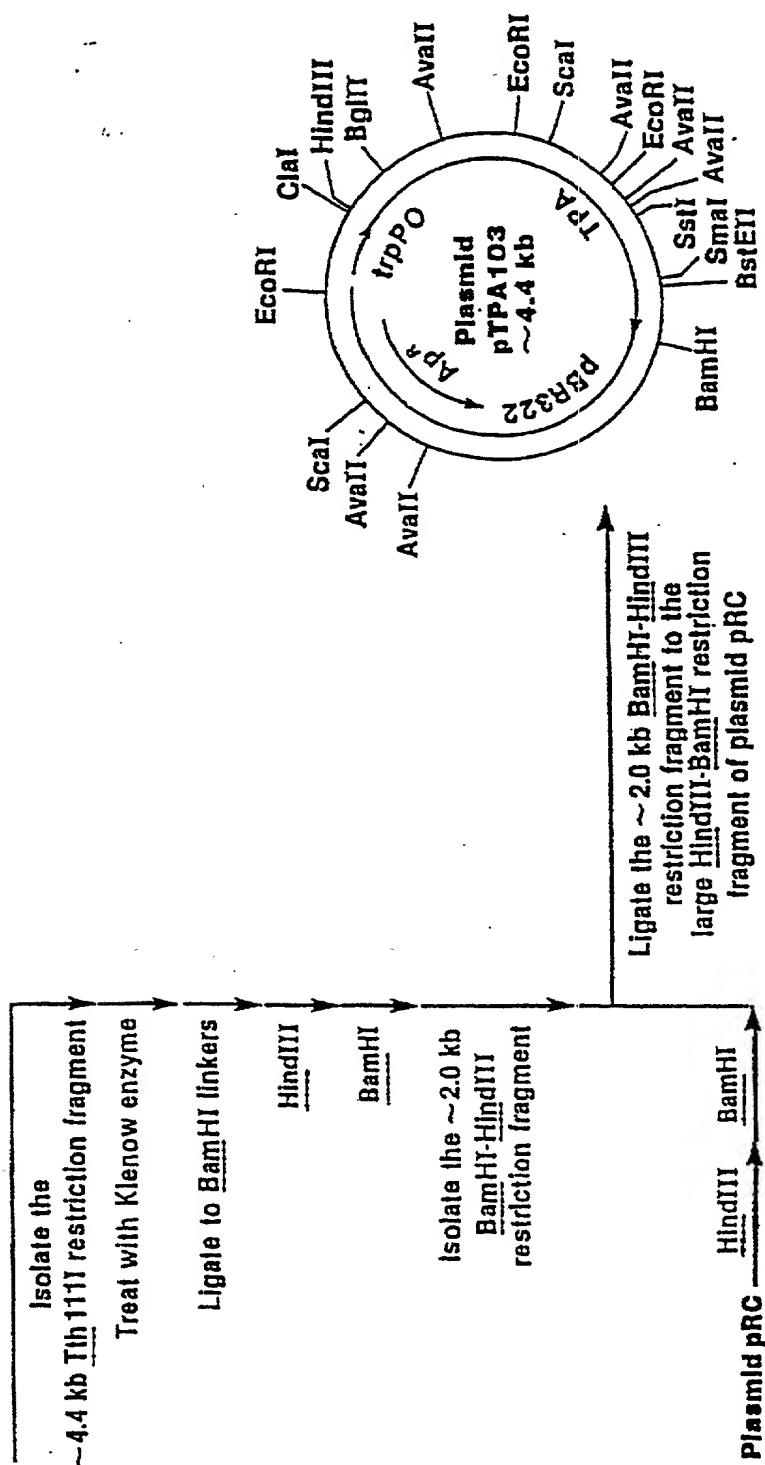 Isolate the
~4.4 kb Tth111I restriction fragment
Treat with Klenow enzyme
Ligate to BamHI linkers
HindIII
BamHI
Isolate the ~2.0 kb
BamHI-HindIII
restriction fragment
Plasmid pRC
HindIII
BamHI
Ligate the ~2.0 kb BamHI-HindIII
restriction fragment to the
large HindIII-BamHI restriction
fragment of plasmid pRC
EcoRI
ClaI
HindIII
BglII
AvaII
EcoRI
ScaI
AvaII
EcoRI
AvaII
AvaII
SstI
SmaI
BstEII
BamHI
AvaII
AvaII
ScaI
trpPO
TPA
pBR322
ApR
Plasmid
pTPA103
~4.4 kb